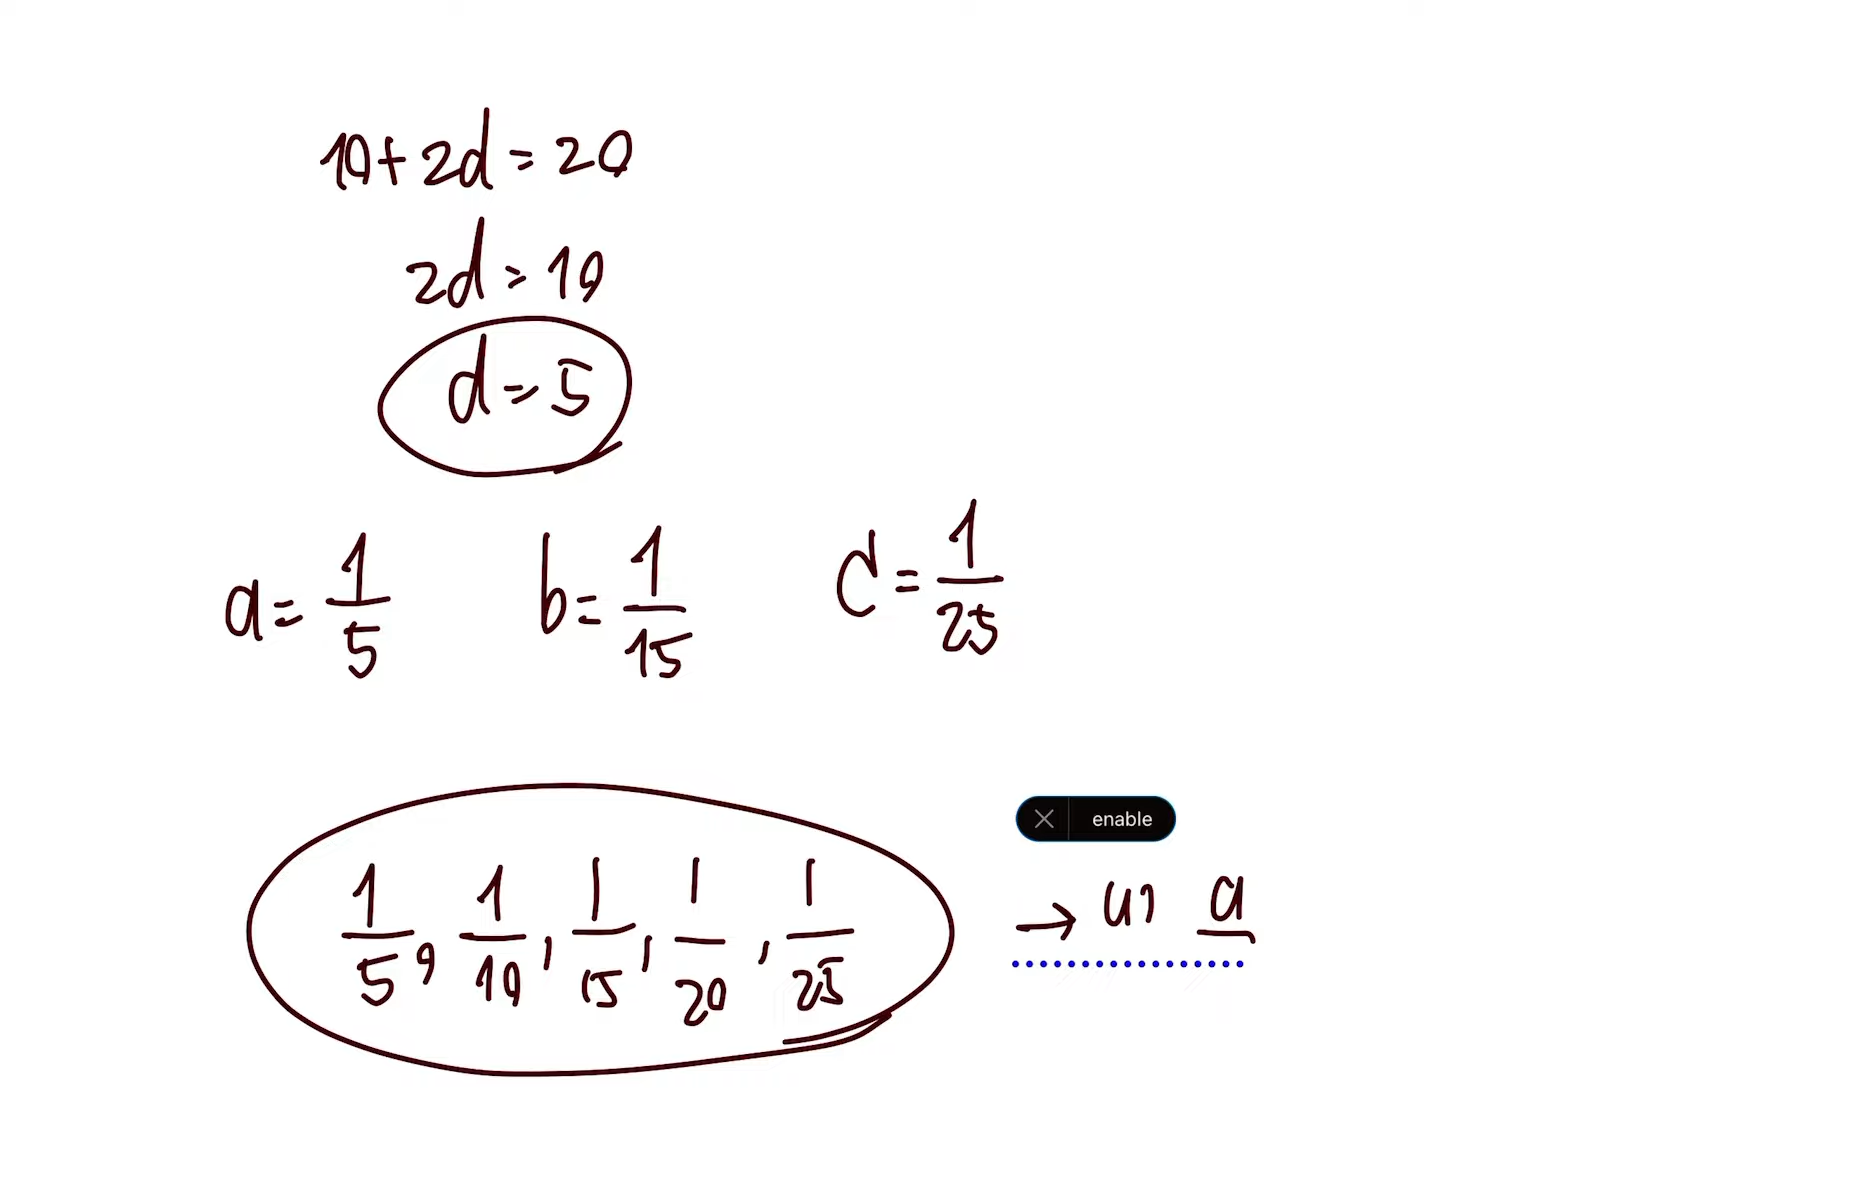 10+2d=20
2d=10
d=5
a=1/5 b=1/15 c=1/25
enable
1/5, 1/10, 1/15, 1/20, 1/25 → a